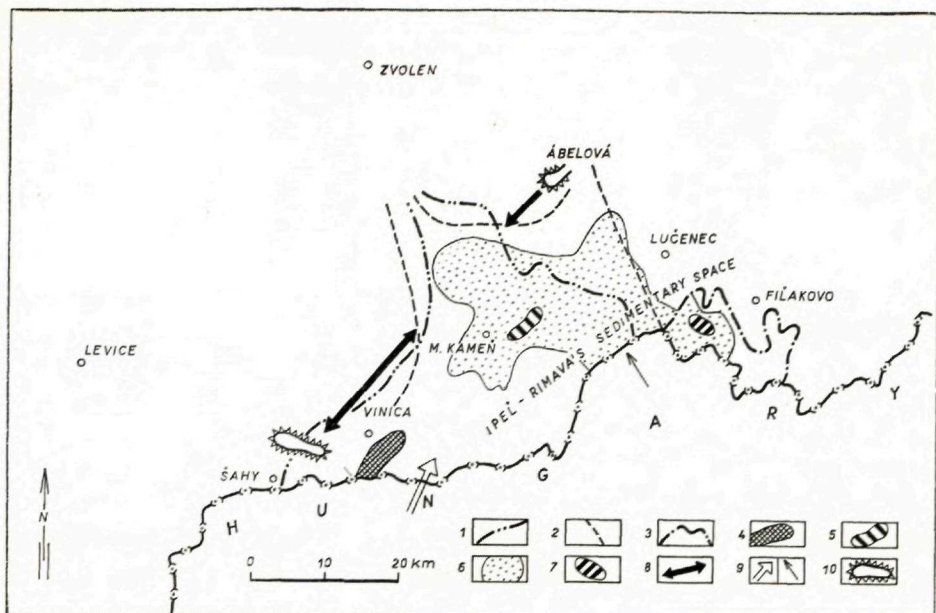 ZVOLEN
ÁBELOVÁ
LUČENEC
FIĽAKOVO
IPEĽ - RIMAVA'S SEDIMENTARY SPACE
M. KAMEŇ
LEVICE
VINICA
ŠAHY
H U N G A R Y
N
0 10 20 km
1 2 3 4 5
6 7 8 9 10